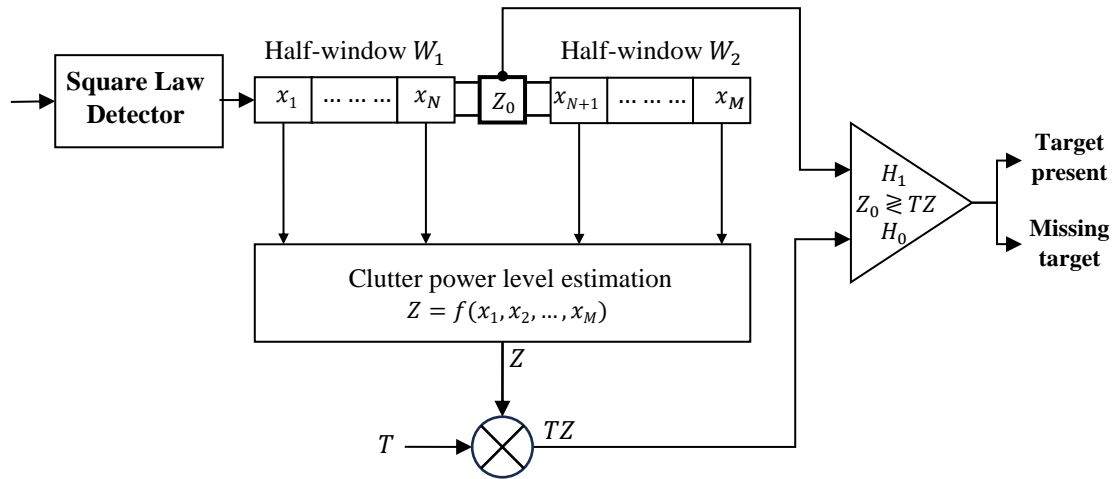 Half-window W₁
Half-window W₂
Square Law
Detector
x₁ … … … x_N Z₀ x_{N+1} … … … x_M
H₁
Z₀ ≷ TZ
H₀
Target
present
Missing
target
Clutter power level estimation
Z = f(x₁, x₂, …, x_M)
Z
T
TZ